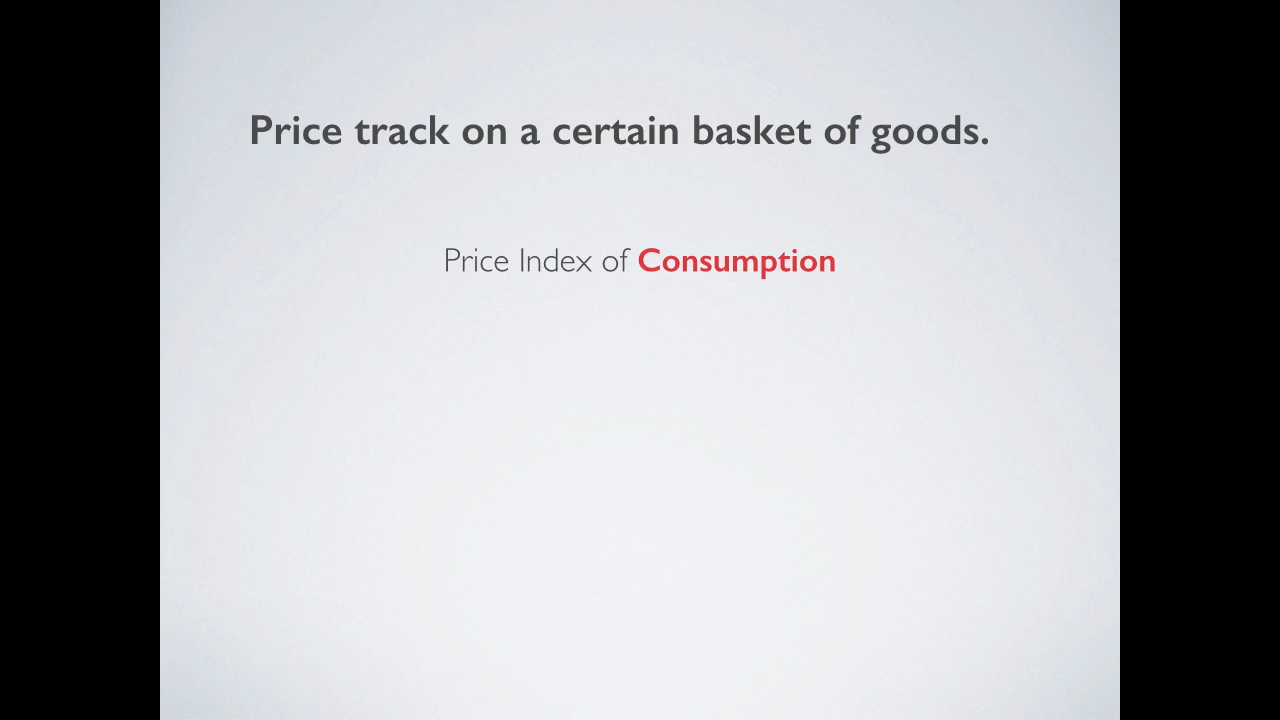 Price track on a certain basket of goods.
Price Index of Consumption